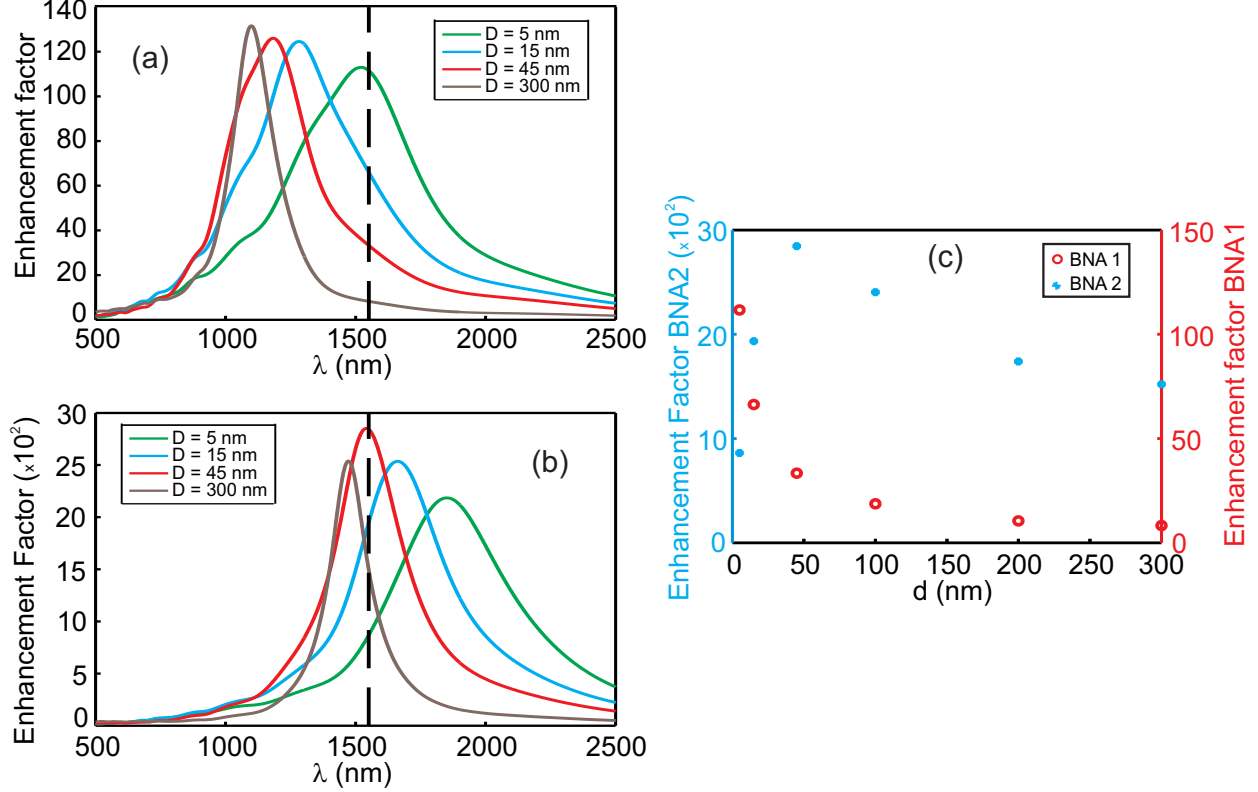 (a)
Enhancement factor
140
120
100
80
60
40
20
0
500 1000 1500 2000 2500
λ (nm)
D = 5 nm
D = 15 nm
D = 45 nm
D = 300 nm
(b)
Enhancement Factor (×10²)
30
25
20
15
10
5
0
500 1000 1500 2000 2500
λ (nm)
D = 5 nm
D = 15 nm
D = 45 nm
D = 300 nm
(c)
Enhancement Factor BNA2 (×10²)
30
20
10
0
BNA 1
BNA 2
0 50 100 150 200 250 300
d (nm)
150
100
50
0
Enhancement factor BNA1